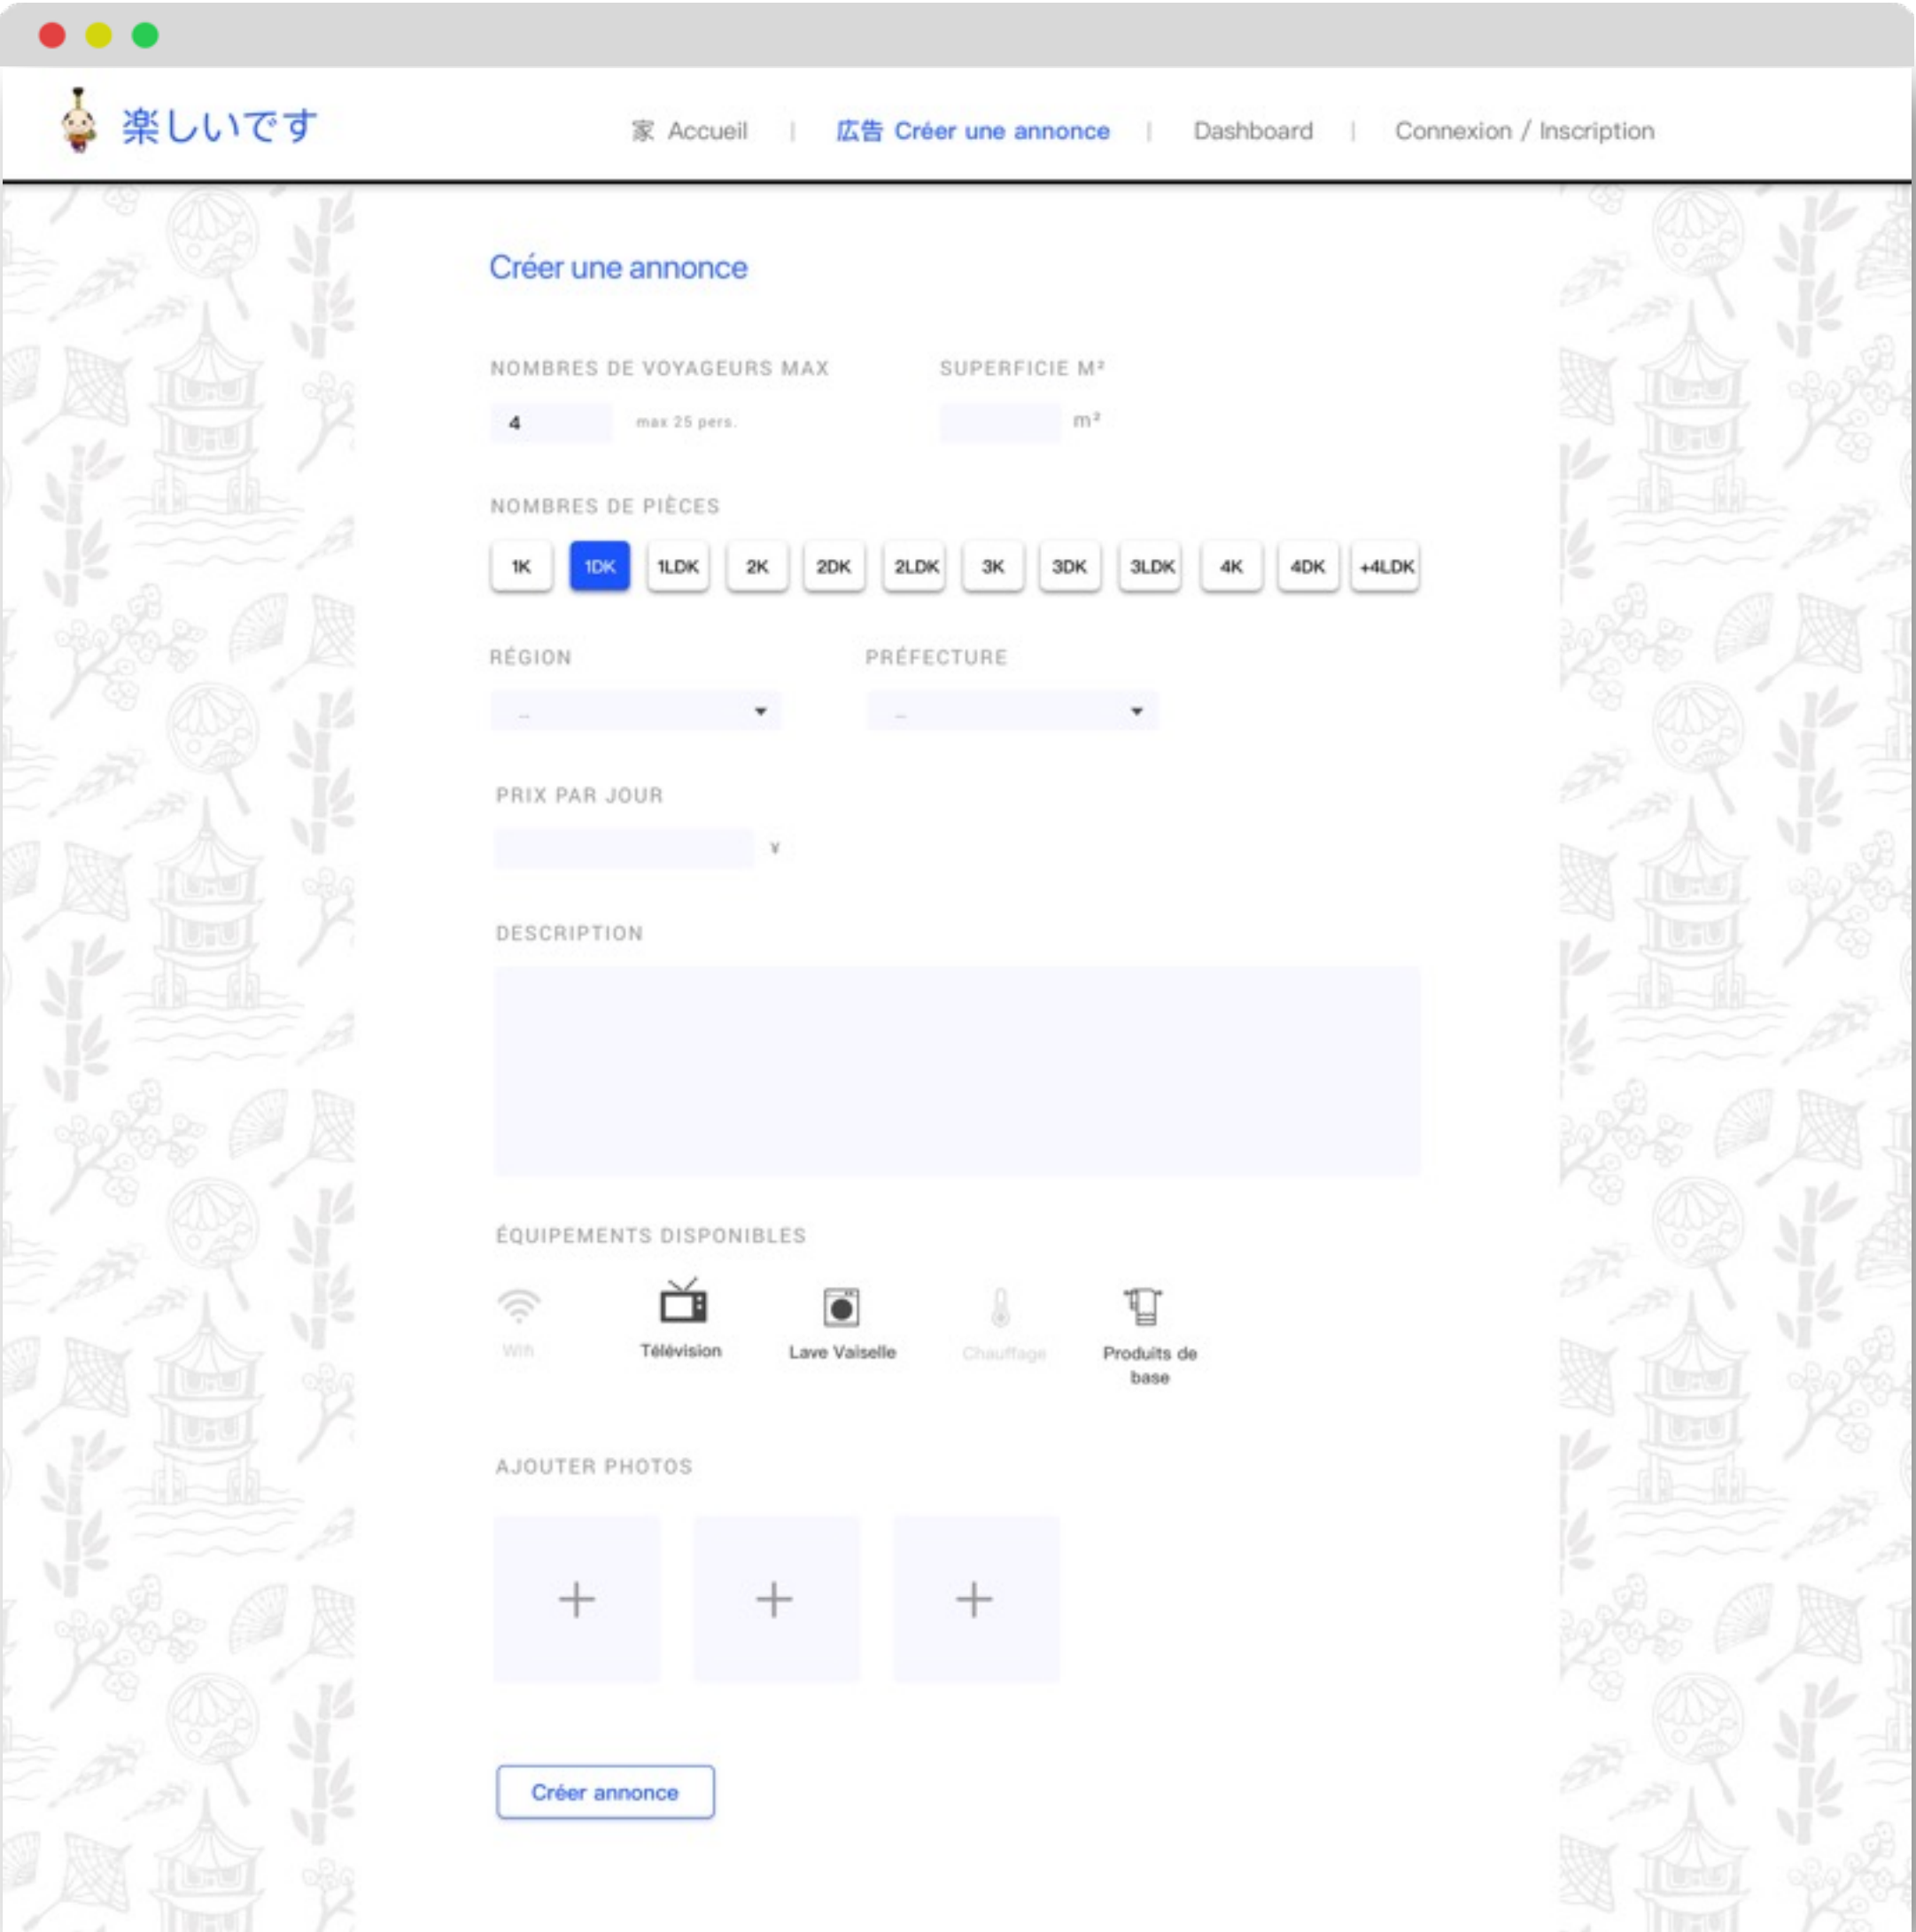 楽しいです
家 Accueil | 広告 Créer une annonce | Dashboard | Connexion / Inscription
Créer une annonce
NOMBRES DE VOYAGEURS MAX SUPERFICIE M²
4 max 25 pers. m²
NOMBRES DE PIÈCES
1K 1DK 1LDK 2K 2DK 2LDK 3K 3DK 3LDK 4K 4DK +4LDK
RÉGION PRÉFECTURE
... ...
PRIX PAR JOUR
¥
DESCRIPTION
ÉQUIPEMENTS DISPONIBLES
Wifi Télévision Lave Vaiselle Chauffage Produits de
base
AJOUTER PHOTOS
Créer annonce